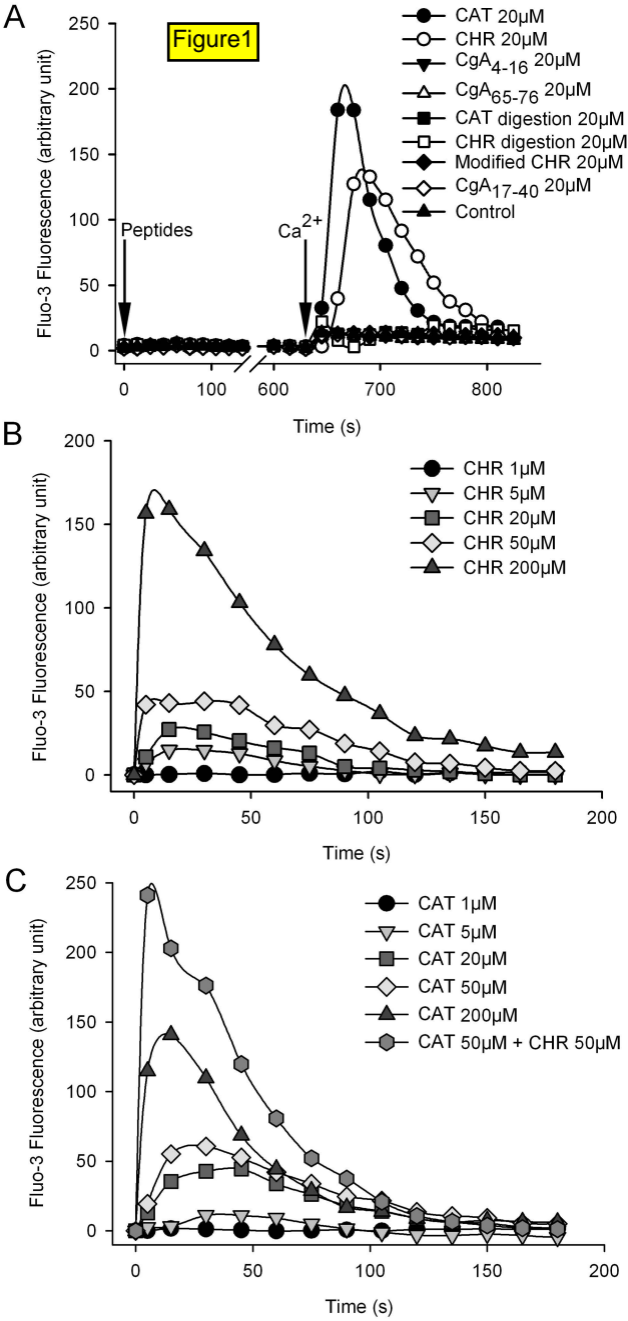 A
Figure1
Fluo-3 Fluorescence (arbitrary unit)
250
200
150
100
50
0
Peptides
Ca2+
CAT 20µM
CHR 20µM
CgA4-16 20µM
CgA65-76 20µM
CAT digestion 20µM
CHR digestion 20µM
Modified CHR 20µM
CgA17-40 20µM
Control
0 100 600 700 800
Time (s)
B
Fluo-3 Fluorescence (arbitrary unit)
200
150
100
50
0
CHR 1µM
CHR 5µM
CHR 20µM
CHR 50µM
CHR 200µM
0 50 100 150 200
Time (s)
C
Fluo-3 Fluorescence (arbitrary unit)
250
200
150
100
50
0
CAT 1µM
CAT 5µM
CAT 20µM
CAT 50µM
CAT 200µM
CAT 50µM + CHR 50µM
0 50 100 150 200
Time (s)